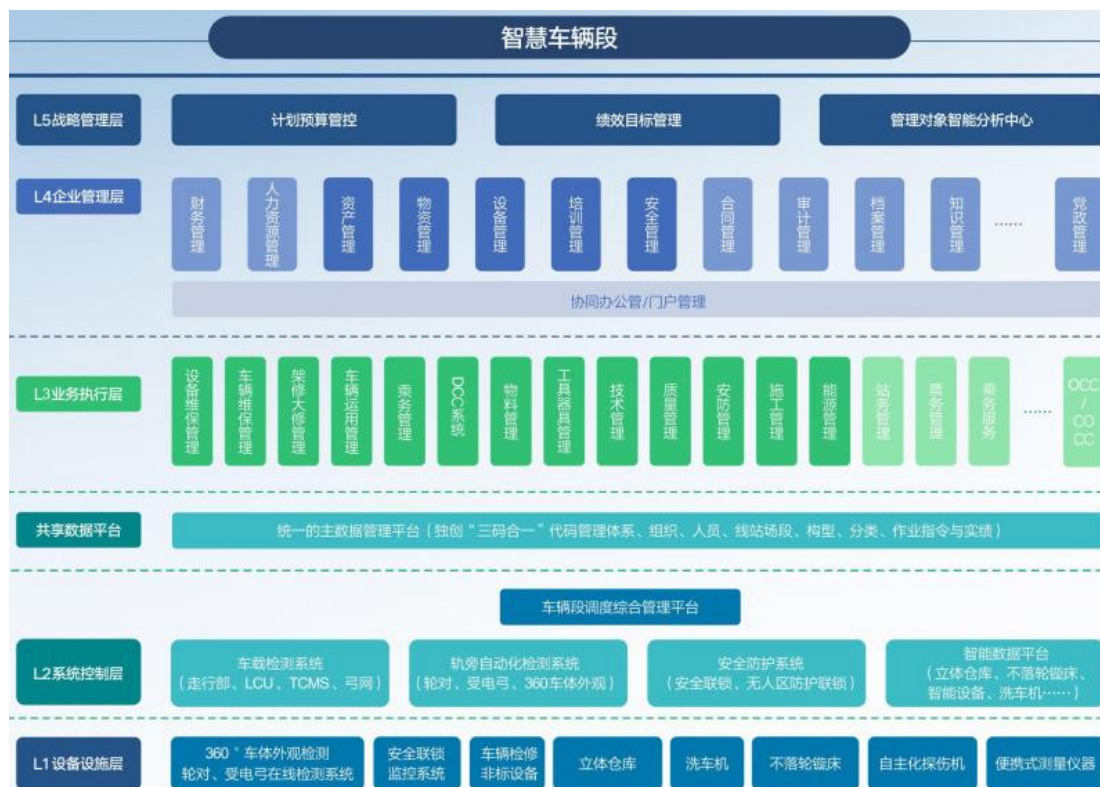 智慧车辆段
L5战略管理层
计划预算管控
绩效目标管理
管理对象智能分析中心
L4企业管理层
财务管理
人力资源管理
资产管理
物资管理
设备管理
培训管理
安全管理
合同管理
审计管理
档案管理
知识管理
……
党政管理
协同办公管/门户管理
L3业务执行层
设备维保管理
车辆维保管理
架修大修管理
车辆运用管理
乘务管理
DCC系统
物料管理
工具器具管理
技术管理
质量管理
安防管理
施工管理
能源管理
站务管理
票务管理
乘务服务
……
OCC
/
CO
CC
共享数据平台
统一的主数据管理平台（独创“三码合一”代码管理体系、组织、人员、线站场段、构型、分类、作业指令与实绩）
车辆段调度综合管理平台
L2系统控制层
车载检测系统
（走行部、LCU、TCMS、弓网）
轨旁自动化检测系统
（轮对、受电弓、360车体外观）
安全防护系统
（安全联锁、无人区防护联锁）
智能数据平台
（立体仓库、不落轮镟床、
智能设备、洗车机……）
L1设备设施层
360°车体外观检测
轮对、受电弓在线检测系统
安全联锁
监控系统
车辆检修
非标设备
立体仓库
洗车机
不落轮镟床
自主化探伤机
便携式测量仪器